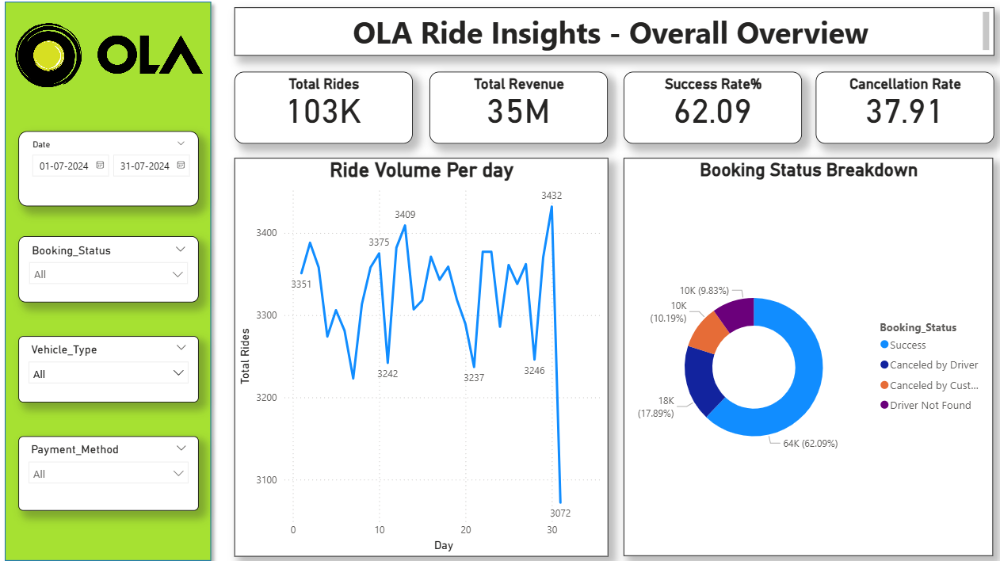 OLA
OLA Ride Insights - Overall Overview
Total Rides
103K
Total Revenue
35M
Success Rate%
62.09
Cancellation Rate
37.91
Date
01-07-2024
31-07-2024
Booking_Status
All
Vehicle_Type
All
Payment_Method
All
Ride Volume Per day
Total Rides
3400
3300
3200
3100
3351
3375
3242
3409
3237
3246
3432
3072
0
10
20
30
Day
Booking Status Breakdown
10K (9.83%)
10K
(10.19%)
18K
(17.89%)
64K (62.09%)
Booking_Status
Success
Canceled by Driver
Canceled by Cust...
Driver Not Found